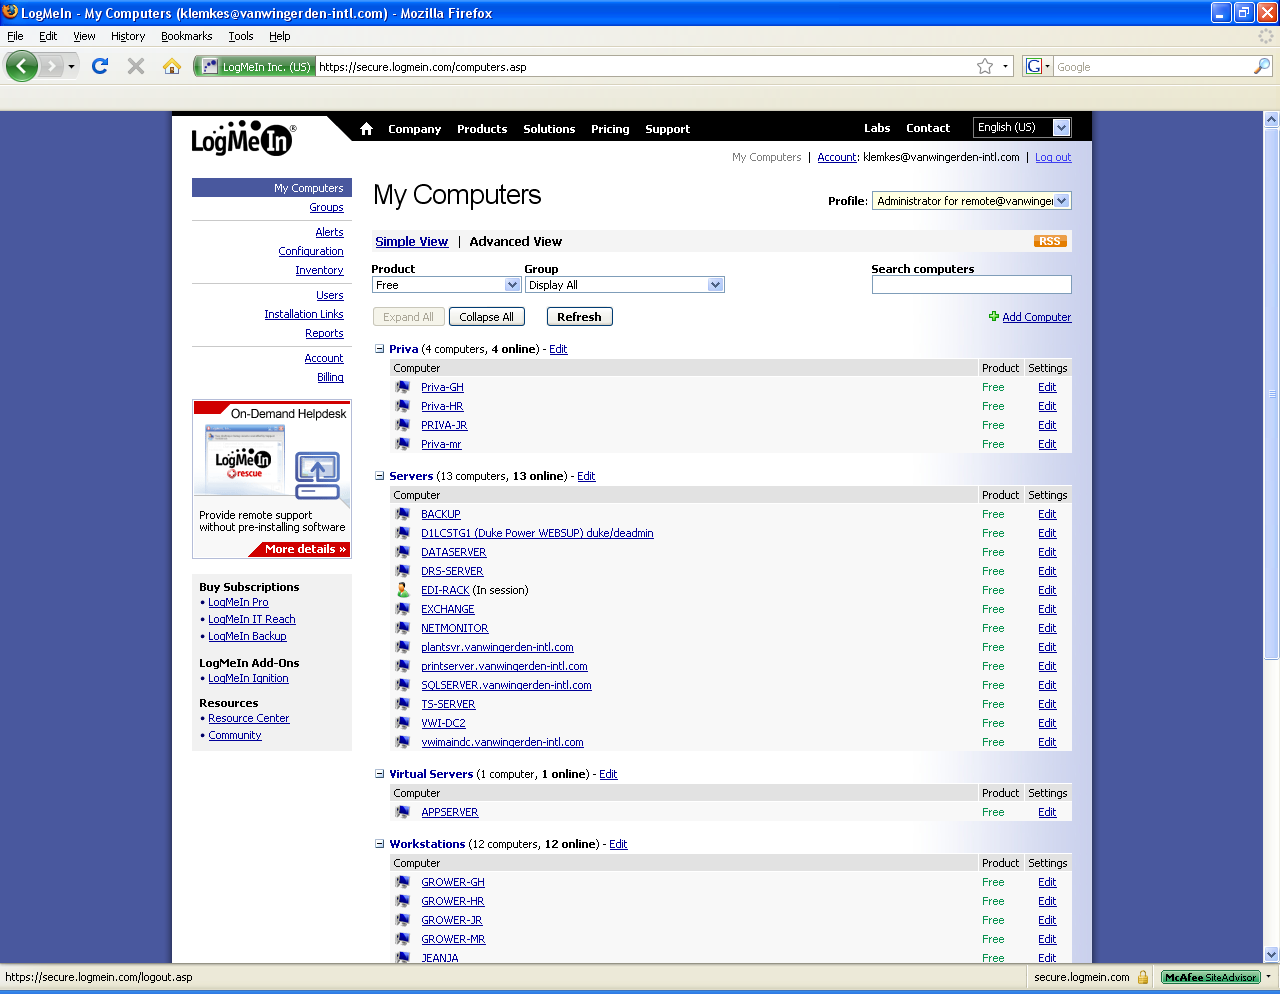 LogMeIn - My Computers (klemkes@vanwingerden-intl.com) - Mozilla Firefox
File Edit View History Bookmarks Tools Help
LogMeIn Inc. (US) https://secure.logmein.com/computers.asp Google
LogMeIn® Company Products Solutions Pricing Support Labs Contact English (US)
My Computers | Account: klemkes@vanwingerden-intl.com | Log out
My Computers
Groups
Alerts
Configuration
Inventory
Users
Installation Links
Reports
Account
Billing
On-Demand Helpdesk
LogMeIn
rescue
Provide remote support
without pre-installing software
More details »
Buy Subscriptions
• LogMeIn Pro
• LogMeIn IT Reach
• LogMeIn Backup
LogMeIn Add-Ons
• LogMeIn Ignition
Resources
• Resource Center
• Community
My Computers
Profile: Administrator for remote@vanwinger
Simple View | Advanced View RSS
Product Group Search computers
Free Display All
Expand All Collapse All Refresh Add Computer
Priva (4 computers, 4 online) - Edit
Computer Product Settings
Priva-GH Free Edit
Priva-HR Free Edit
PRIVA-JR Free Edit
Priva-mr Free Edit
Servers (13 computers, 13 online) - Edit
Computer Product Settings
BACKUP Free Edit
D1LCSTG1 (Duke Power WEBSUP) duke/deadmin Free Edit
DATASERVER Free Edit
DRS-SERVER Free Edit
EDI-RACK (In session) Free Edit
EXCHANGE Free Edit
NETMONITOR Free Edit
plantsvr.vanwingerden-intl.com Free Edit
printserver.vanwingerden-intl.com Free Edit
SQLSERVER.vanwingerden-intl.com Free Edit
TS-SERVER Free Edit
VWI-DC2 Free Edit
vwimaindc.vanwingerden-intl.com Free Edit
Virtual Servers (1 computer, 1 online) - Edit
Computer Product Settings
APPSERVER Free Edit
Workstations (12 computers, 12 online) - Edit
Computer Product Settings
GROWER-GH Free Edit
GROWER-HR Free Edit
GROWER-JR Free Edit
GROWER-MR Free Edit
JEANJA Free Edit
https://secure.logmein.com/logout.asp secure.logmein.com McAfee SiteAdvisor